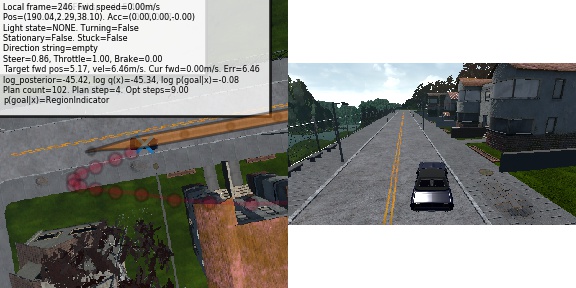 Local frame=246. Fwd speed=0.00m/s
Pos=(190.04,2.29,38.10). Acc=(0.00,0.00,-0.00)
Light state=NONE. Turning=False
Stationary=False. Stuck=False
Direction string=empty
Steer=0.86, Throttle=1.00, Brake=0.00
Target fwd pos=5.17, vel=6.46m/s. Cur fwd=0.00m/s. Err=6.46
log_posterior=-45.42, log q(x)=-45.34, log p(goal|x)=-0.08
Plan count=102. Plan step=4. Opt steps=9.00
p(goal|x)=RegionIndicator